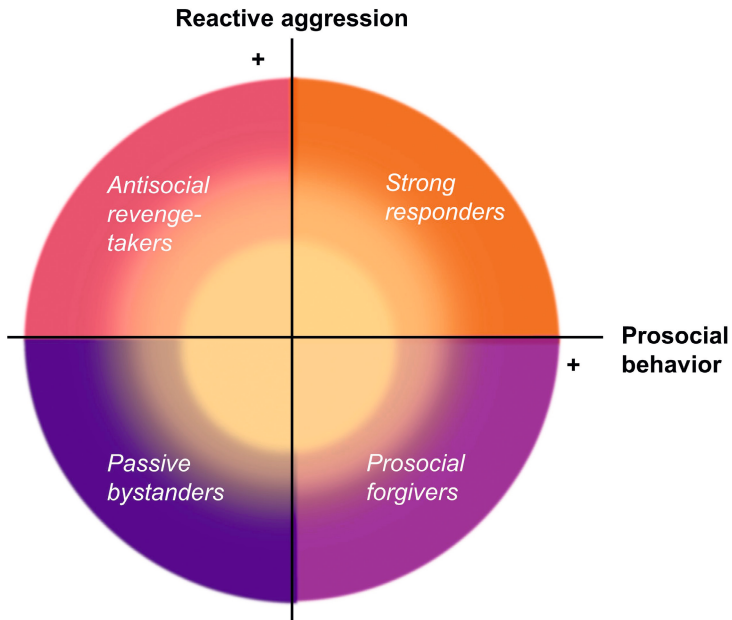 Reactive aggression
+
Antisocial
revenge-
takers
Strong
responders
Prosocial
behavior
+
Passive
bystanders
Prosocial
forgivers